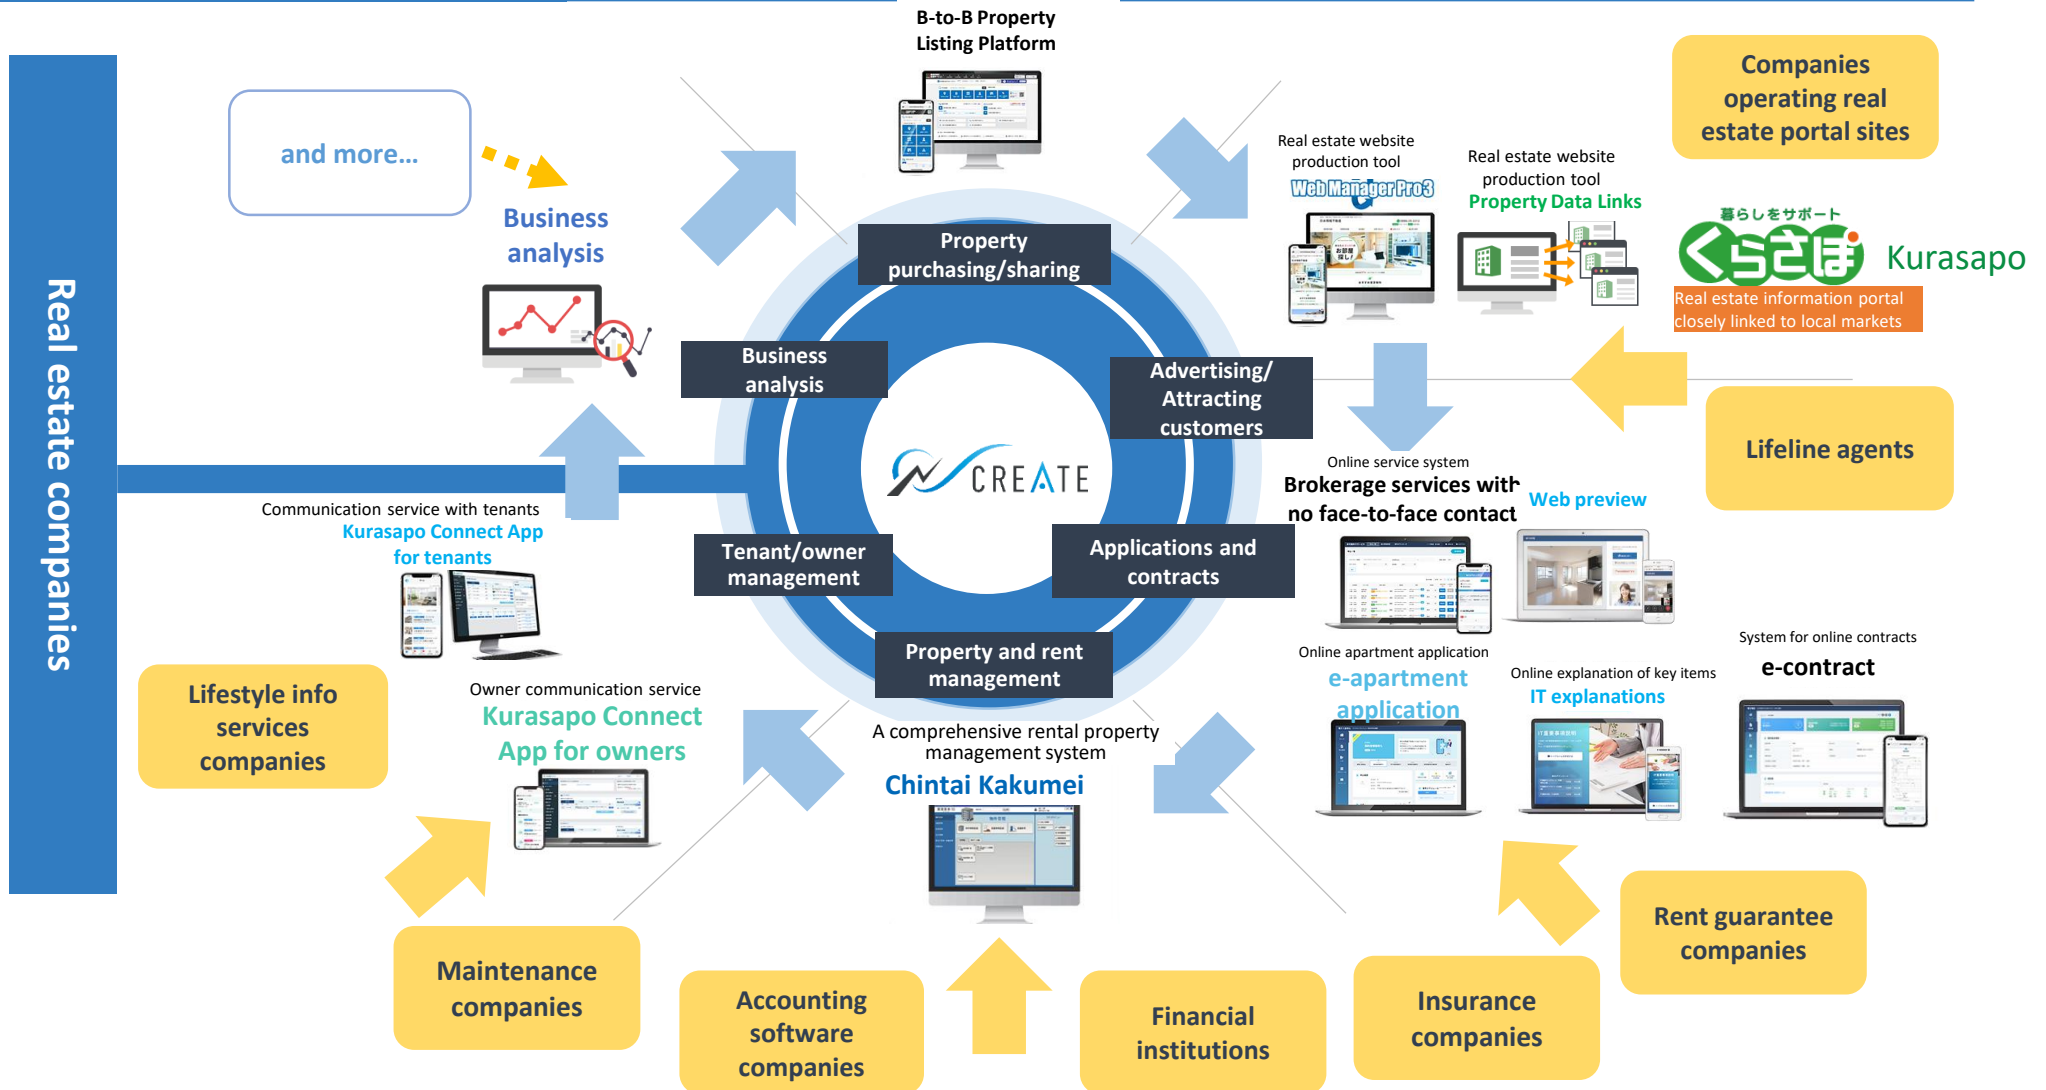 B-to-B Property
Listing Platform
Companies
operating real
estate portal sites
and more...
Business
analysis
Real estate website
production tool
Web Manager Pro3
Real estate website
production tool
Property Data Links
暮らしをサポート
くらさぽ
Kurasapo
Real estate information portal
closely linked to local markets
Real estate companies
Property
purchasing/sharing
Business
analysis
Advertising/
Attracting
customers
Lifeline agents
CREATE
Communication service with tenants
Kurasapo Connect App
for tenants
Online service system
Brokerage services with
no face-to-face contact
Web preview
Tenant/owner
management
Applications and
contracts
Property and rent
management
Online apartment application
e-apartment
application
Online explanation of key items
IT explanations
System for online contracts
e-contract
Lifestyle info
services
companies
Owner communication service
Kurasapo Connect
App for owners
A comprehensive rental property
management system
Chintai Kakumei
Maintenance
companies
Accounting
software
companies
Financial
institutions
Insurance
companies
Rent guarantee
companies